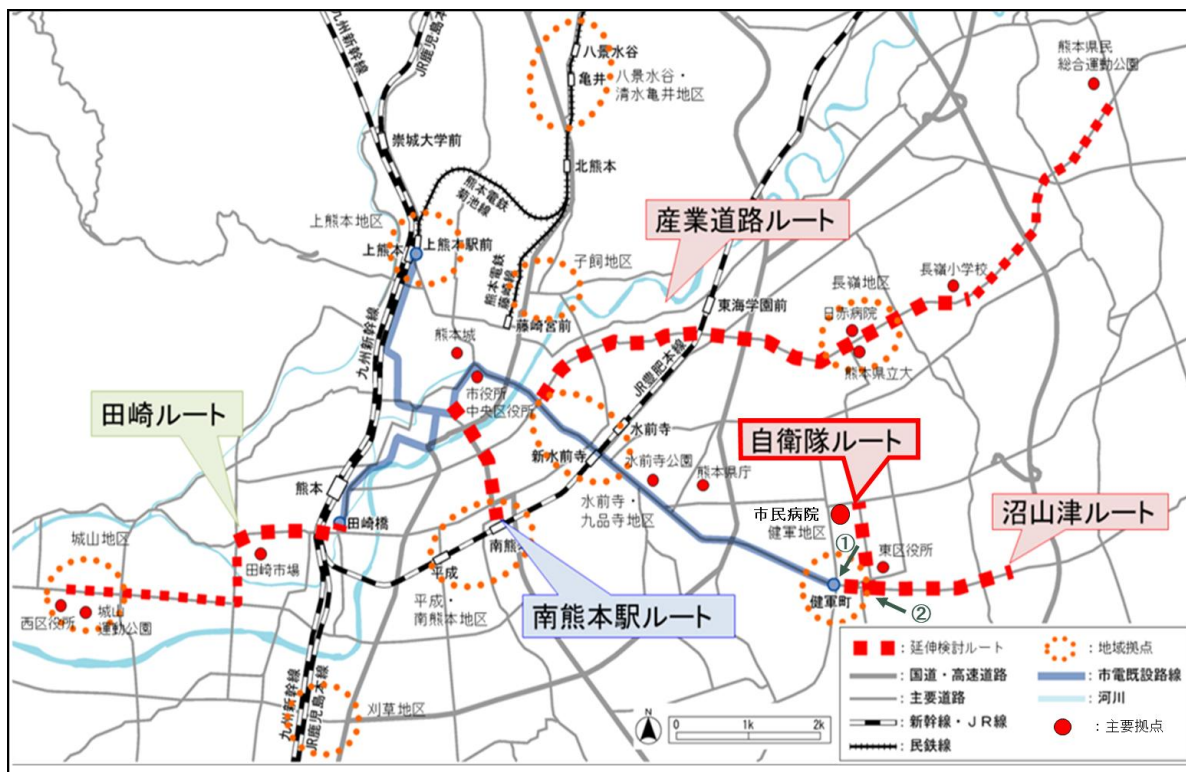 九州新幹線
JR鹿児島本線
八景水谷
亀井
八景水谷・
清水亀井地区
熊本県民
総合運動公園
崇城大学前
北熊本
熊本電鉄
菊池線
上熊本地区
産業道路ルート
上熊本
上熊本駅前
子飼地区
長嶺小学校
熊本電鉄
藤崎線
長嶺地区
東海学園前
日赤病院
藤崎宮前
九州新幹線
熊本城
JR豊肥本線
熊本県立大
市役所
中央区役所
田崎ルート
水前寺
自衛隊ルート
新水前寺
水前寺公園
熊本県庁
熊本
水前寺・
九品寺地区
市民病院
沼山津ルート
田崎橋
健軍地区
城山地区
南熊本
①
東区役所
田崎市場
平成
健軍町
②
西区役所
城山
運動公園
平成・
南熊本地区
南熊本駅ルート
:延伸検討ルート
:地域拠点
:国道・高速道路
:市電既設路線
九州新幹線
JR鹿児島本線
刈草地区
:主要道路
:河川
N
0 1k 2k
:新幹線・JR線
:主要拠点
:民鉄線